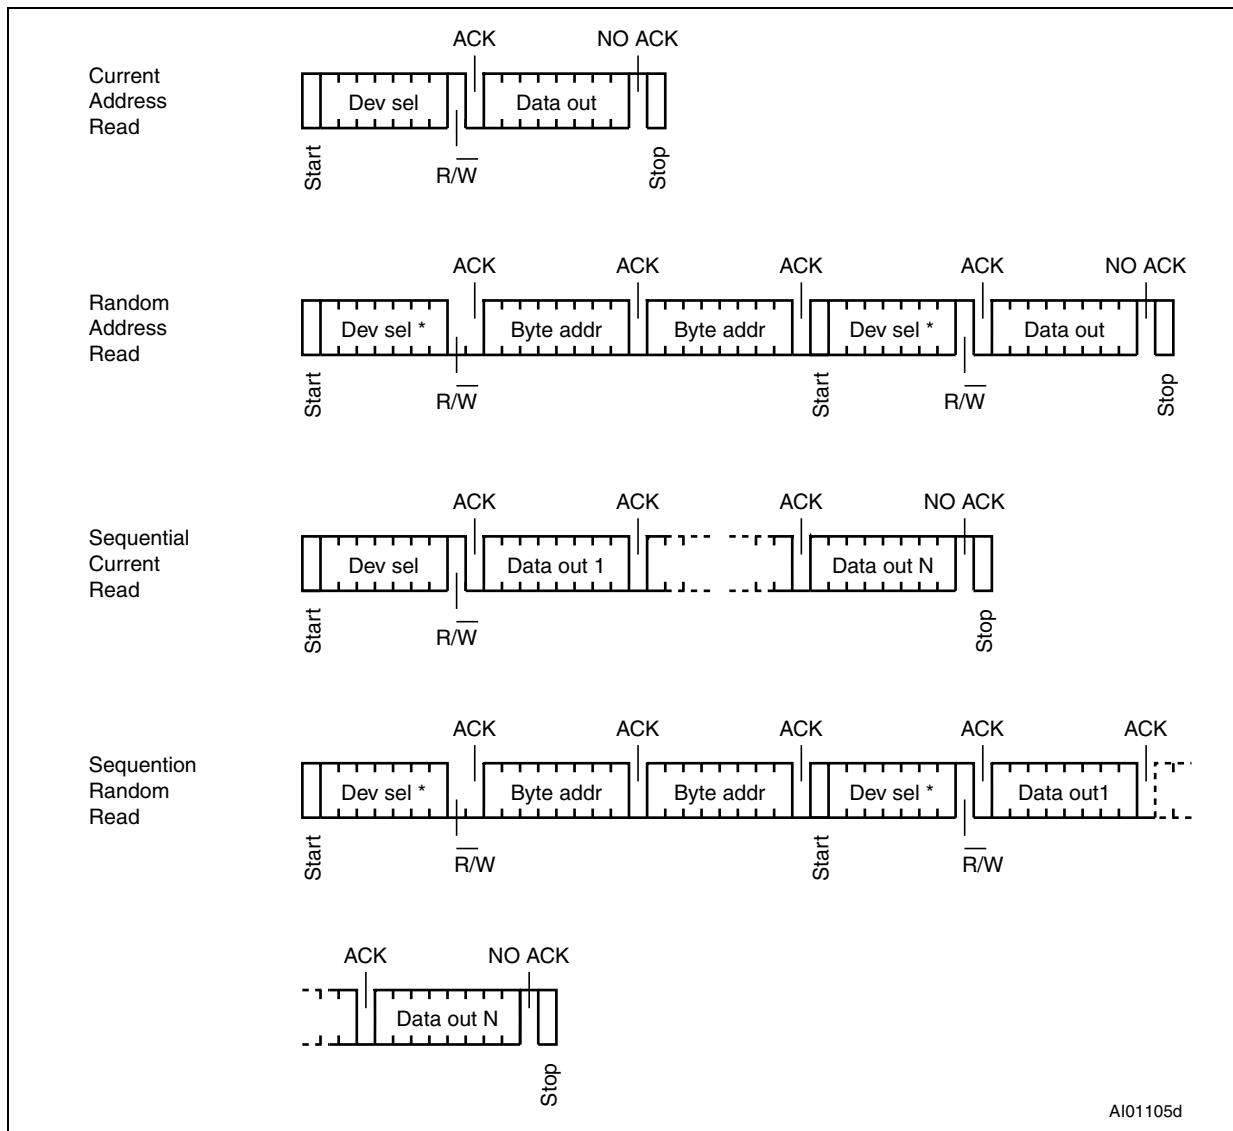 ACK NO ACK
Current
Address
Read
Dev sel Data out
Start R/W̅ Stop
ACK ACK ACK ACK NO ACK
Random
Address
Read
Dev sel * Byte addr Byte addr Dev sel * Data out
Start R/W̅ Start R/W̅ Stop
ACK ACK ACK NO ACK
Sequential
Current
Read
Dev sel Data out 1 Data out N
Start R/W̅ Stop
ACK ACK ACK ACK ACK
Sequention
Random
Read
Dev sel * Byte addr Byte addr Dev sel * Data out1
Start R̅/W Start R̅/W
ACK NO ACK
Data out N
Stop
AI01105d